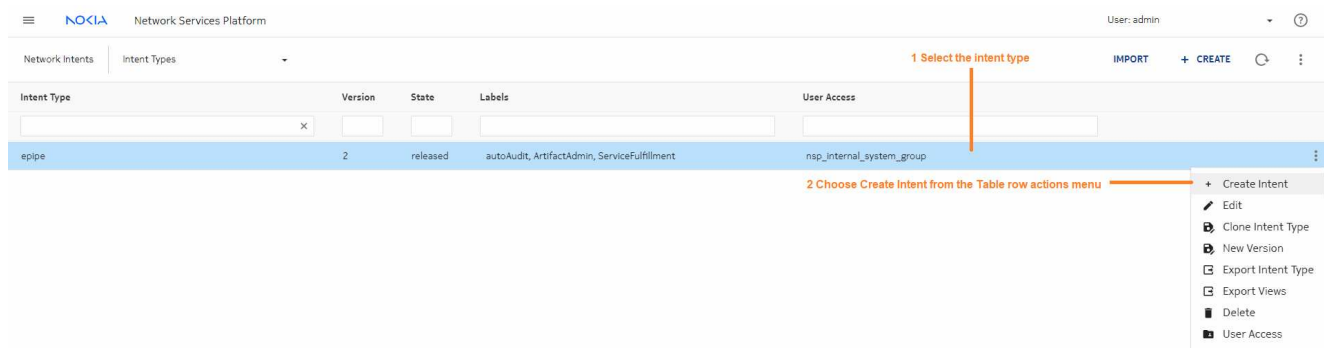 NOKIA Network Services Platform User: admin
Network Intents Intent Types 1 Select the intent type IMPORT + CREATE
Intent Type Version State Labels User Access
epipe 2 released autoAudit, ArtifactAdmin, ServiceFulfillment nsp_internal_system_group
2 Choose Create Intent from the Table row actions menu
+ Create Intent
Edit
Clone Intent Type
New Version
Export Intent Type
Export Views
Delete
User Access